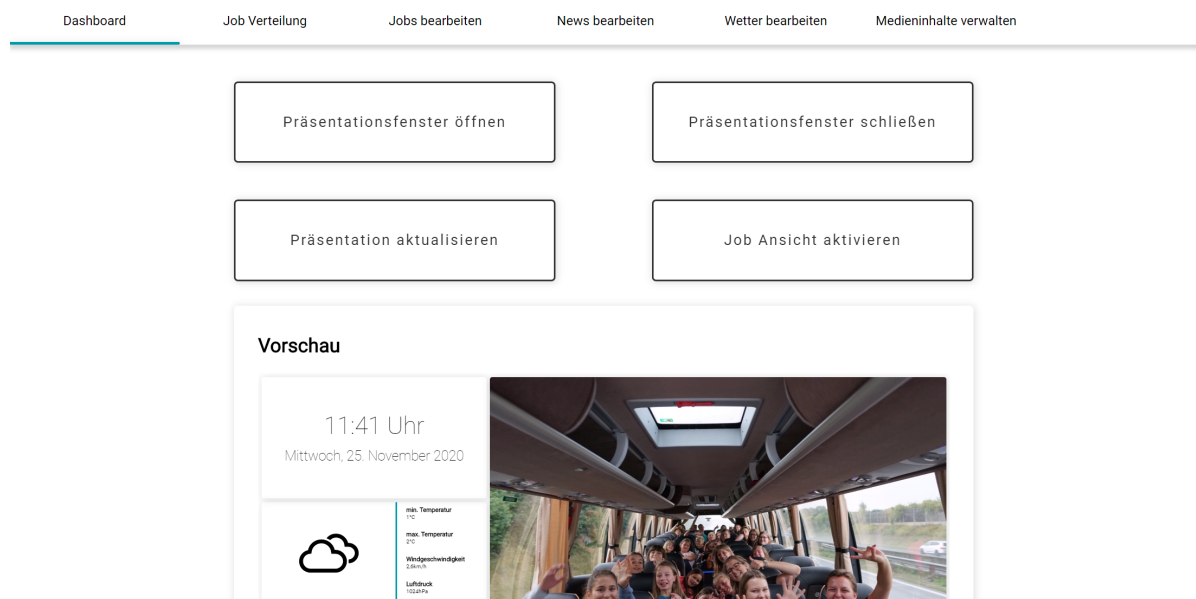 Dashboard
Job Verteilung
Jobs bearbeiten
News bearbeiten
Wetter bearbeiten
Medieninhalte verwalten
Präsentationsfenster öffnen
Präsentationsfenster schließen
Präsentation aktualisieren
Job Ansicht aktivieren
Vorschau
11:41 Uhr
Mittwoch, 25. November 2020
min. Temperatur
1°C
max. Temperatur
2°C
Windgeschwindigkeit
2,6km/h
Luftdruck
1024hPa